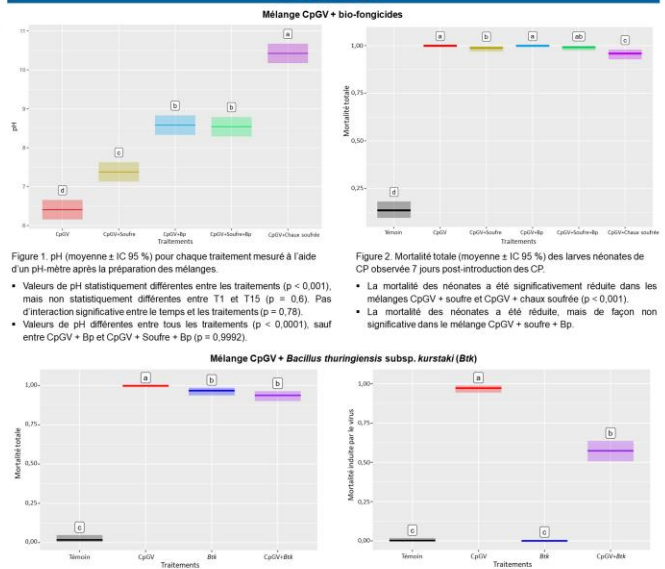 Mélange CpGV + bio-fongicides
11
10
9
8
7
6
pH
d
c
b
b
a
CpGV
CpGV+Soufre
CpGV+Bp
CpGV+Soufre+Bp
CpGV+Chaux soufrée
Traitements
1,00
0,75
0,50
0,25
Mortalité totale
d
a
b
a
ab
c
Témoin
CpGV
CpGV+Soufre
CpGV+Bp
CpGV+Soufre+Bp
CpGV+Chaux soufrée
Traitements
Figure 1. pH (moyenne ± IC 95 %) pour chaque traitement mesuré à l’aide
d’un pH-mètre après la préparation des mélanges.
▪ Valeurs de pH statistiquement différentes entre les traitements (p < 0,001),
mais non statistiquement différentes entre T1 et T15 (p = 0,6). Pas
d’interaction significative entre le temps et les traitements (p = 0,78).
▪ Valeurs de pH différentes entre tous les traitements (p < 0,0001), sauf
entre CpGV + Bp et CpGV + Soufre + Bp (p = 0,9992).
Figure 2. Mortalité totale (moyenne ± IC 95 %) des larves néonates de
CP observée 7 jours post-introduction des CP.
▪ La mortalité des néonates a été significativement réduite dans les
mélanges CpGV + soufre et CpGV + chaux soufrée (p < 0,001).
▪ La mortalité des néonates a été réduite, mais de façon non
significative dans le mélange CpGV + soufre + Bp.
Mélange CpGV + Bacillus thuringiensis subsp. kurstaki (Btk)
1,00
0,75
0,50
0,25
0,00
Mortalité totale
c
a
b
b
Témoin
CpGV
Btk
CpGV+Btk
Traitements
1,00
0,75
0,50
0,25
0,00
Mortalité induite par le virus
c
a
c
b
Témoin
CpGV
Btk
CpGV+Btk
Traitements